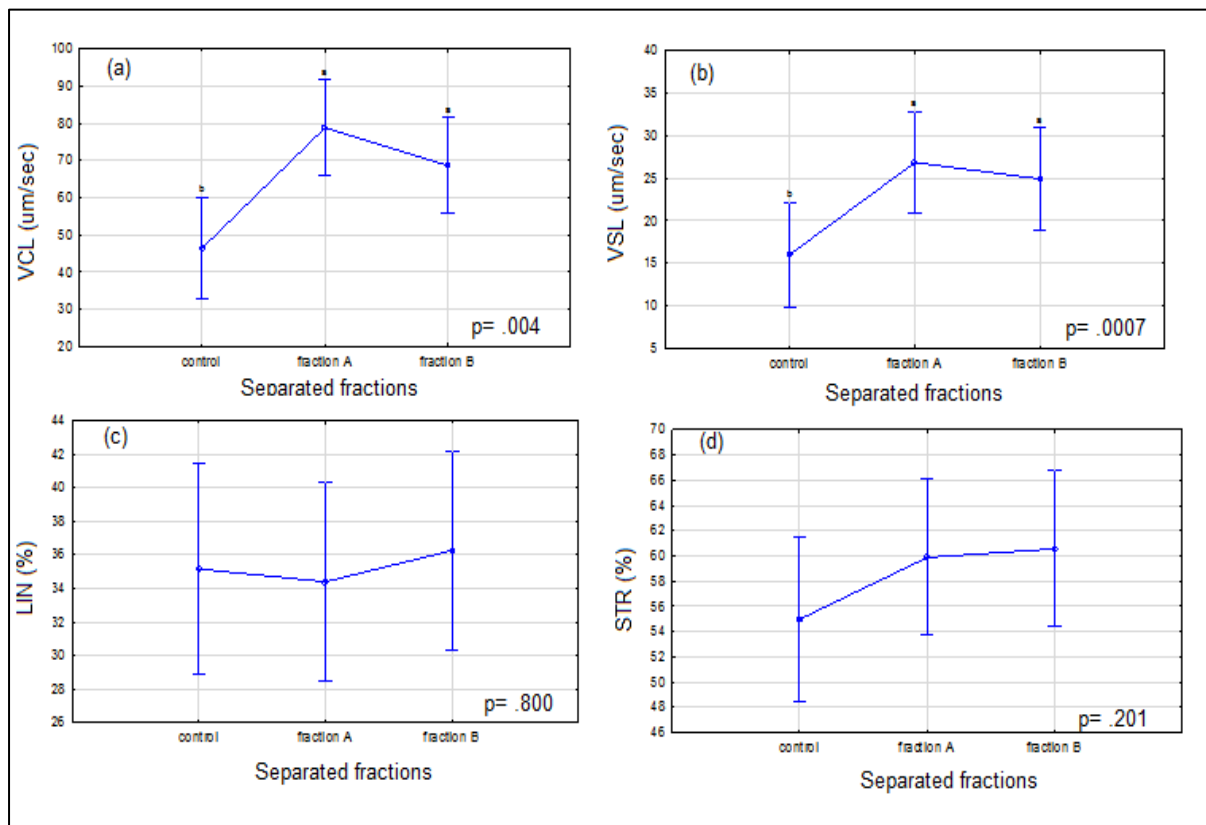 (a)
VCL (um/sec)
100
90
80
70
60
50
40
30
20
b
a
a
p= .004
control
fraction A
fraction B
Separated fractions
(b)
VSL (um/sec)
40
35
30
25
20
15
10
5
b
a
a
p= .0007
control
fraction A
fraction B
Separated fractions
(c)
LIN (%)
44
42
40
38
36
34
32
30
28
26
p= .800
control
fraction A
fraction B
Separated fractions
(d)
STR (%)
70
68
66
64
62
60
58
56
54
52
50
48
46
p= .201
control
fraction A
fraction B
Separated fractions